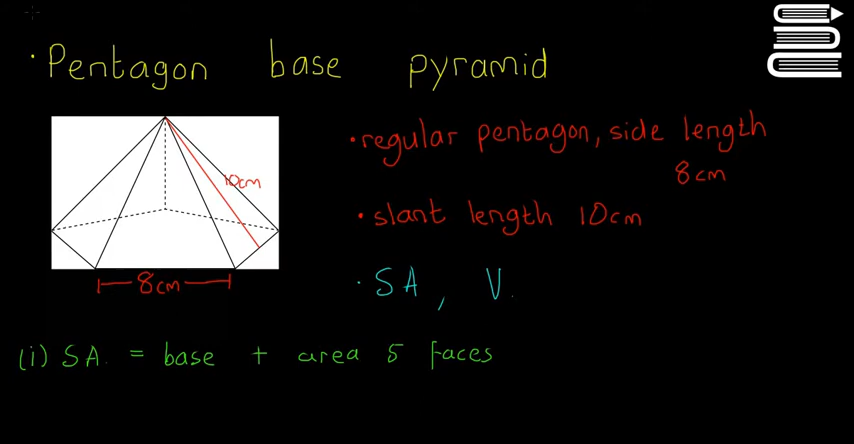 · Pentagon base pyramid
· regular pentagon, side length
8cm
10cm
· slant length 10cm
8cm
· SA, V.
(i) SA. = base + area 5 faces